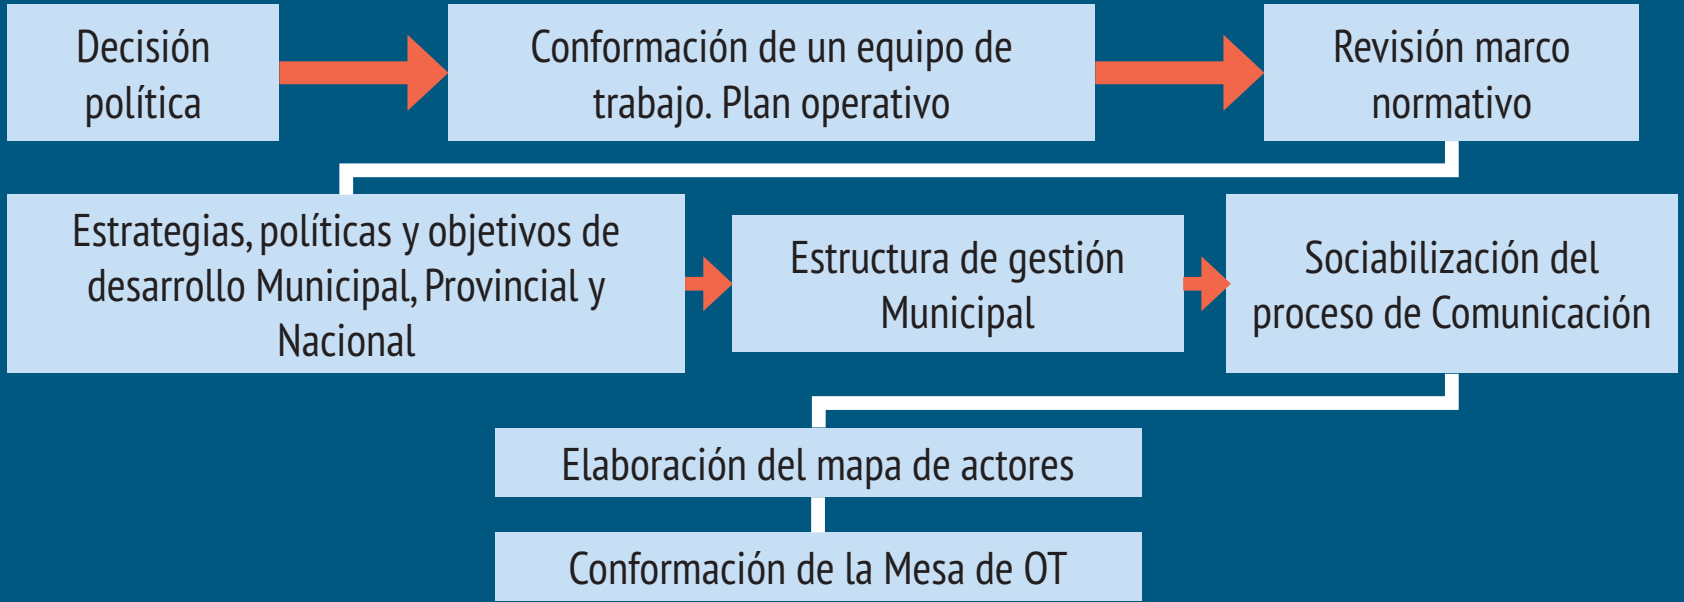 Decisión
política
Conformación de un equipo de
trabajo. Plan operativo
Revisión marco
normativo
Estrategias, políticas y objetivos de
desarrollo Municipal, Provincial y
Nacional
Estructura de gestión
Municipal
Sociabilización del
proceso de Comunicación
Elaboración del mapa de actores
Conformación de la Mesa de OT